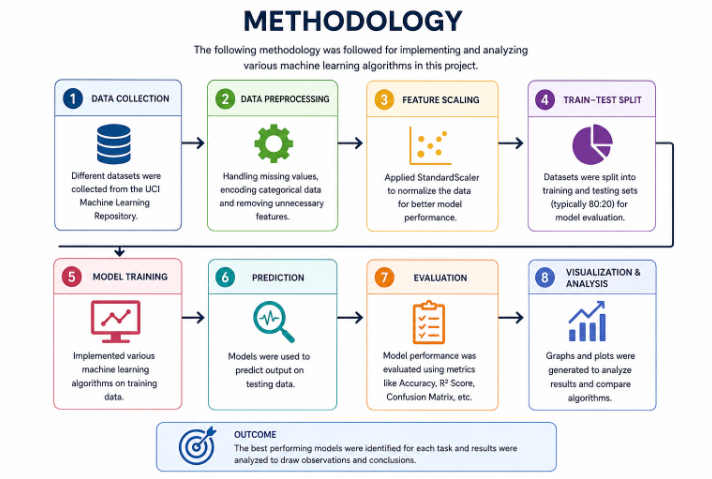 METHODOLOGY
The following methodology was followed for implementing and analyzing
various machine learning algorithms in this project.
1 DATA COLLECTION
Different datasets were
collected from the UCI
Machine Learning
Repository.
2 DATA PREPROCESSING
Handling missing values,
encoding categorical data
and removing unnecessary
features.
3 FEATURE SCALING
Applied StandardScaler
to normalize the data
for better model
performance.
4 TRAIN–TEST SPLIT
Datasets were split into
training and testing sets
(typically 80:20) for
model evaluation.
5 MODEL TRAINING
Implemented various
machine learning
algorithms on training
data.
6 PREDICTION
Models were used to
predict output on
testing data.
7 EVALUATION
Model performance was
evaluated using metrics
like Accuracy, R² Score,
Confusion Matrix, etc.
8 VISUALIZATION &
ANALYSIS
Graphs and plots were
generated to analyze
results and compare
algorithms.
OUTCOME
The best performing models were identified for each task and results were
analyzed to draw observations and conclusions.